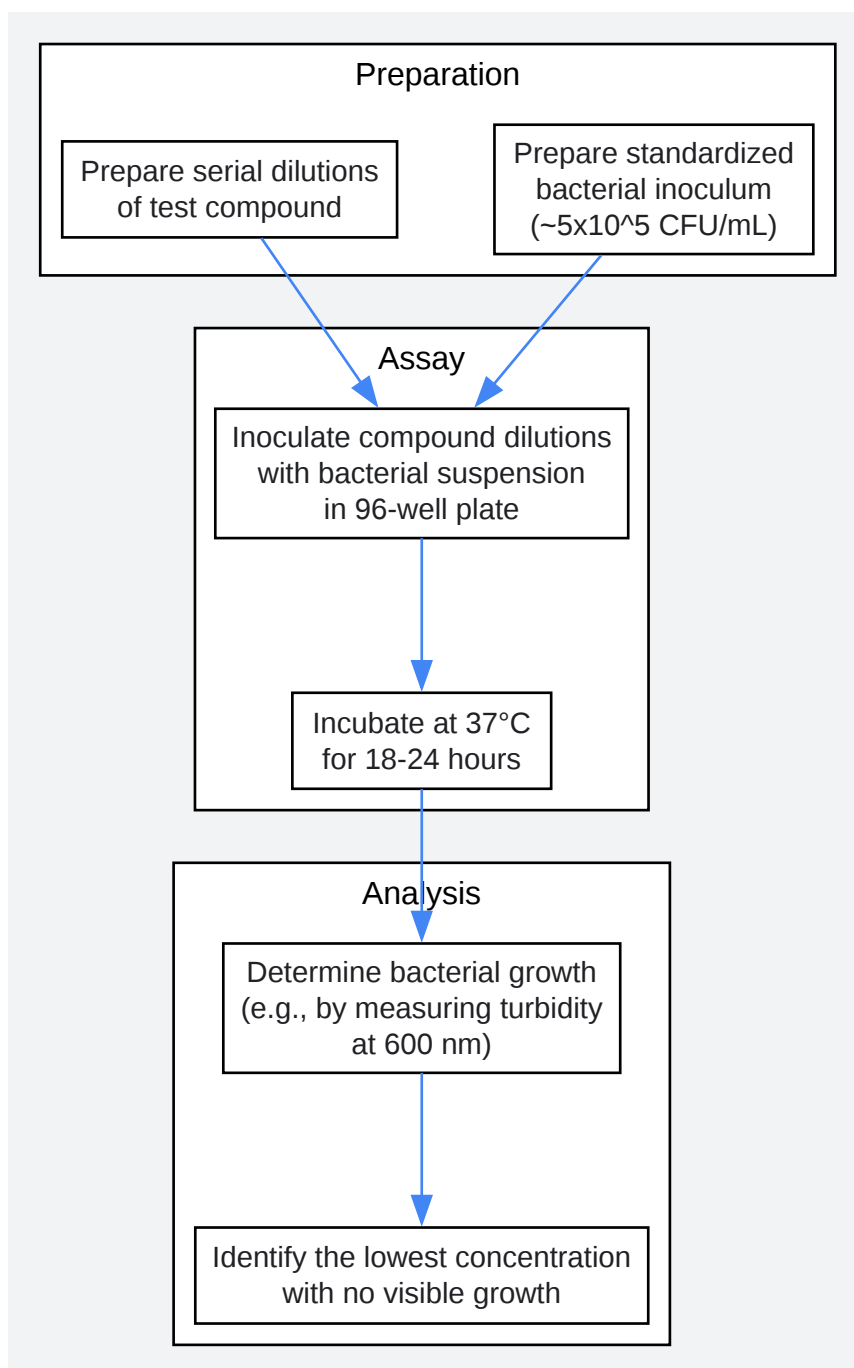 Preparation
Prepare serial dilutions
of test compound
Prepare standardized
bacterial inoculum
(~5x10^5 CFU/mL)
Assay
Inoculate compound dilutions
with bacterial suspension
in 96-well plate
Incubate at 37°C
for 18-24 hours
Analysis
Determine bacterial growth
(e.g., by measuring turbidity
at 600 nm)
Identify the lowest concentration
with no visible growth